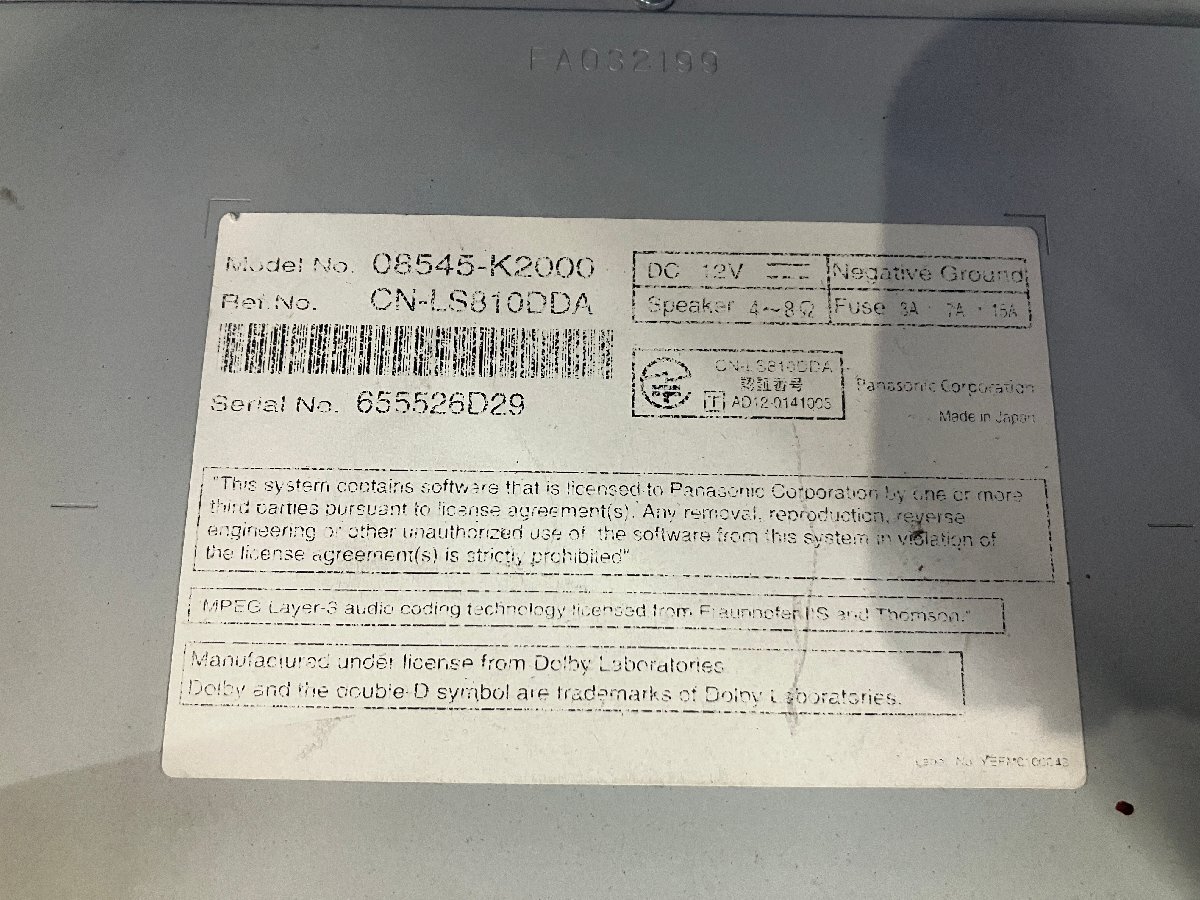 FA032199
Model No. 08545-K2000
Ref.No. CN-LS810DDA
Serial No. 655526D29
DC 12V Negative Ground
Speaker 4~8Ω Fuse 3A · 7A · 15A
CN-LS810DDA
認証番号
T AD12-0141003
Panasonic Corporation
Made in Japan
"This system contains software that is licensed to Panasonic Corporation by one or more
third parties pursuant to license agreement(s). Any removal, reproduction, reverse
engineering or other unauthorized use of the software from this system in violation of
the license agreement(s) is strictly prohibited"
"MPEG Layer-3 audio coding technology licensed from Fraunhofer IIS and Thomson."
Manufactured under license from Dolby Laboratories.
Dolby and the double-D symbol are trademarks of Dolby Laboratories.
Label No.